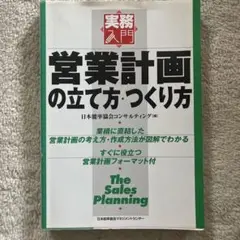 実務
入門
営業計画
の立て方・つくり方
日本能率協会コンサルティング[編]
業績に直結した
営業計画の考え方・作成方法が図解でわかる
すぐに役立つ
営業計画フォーマット付
The
Sales
Planning
日本能率協会マネジメントセンター